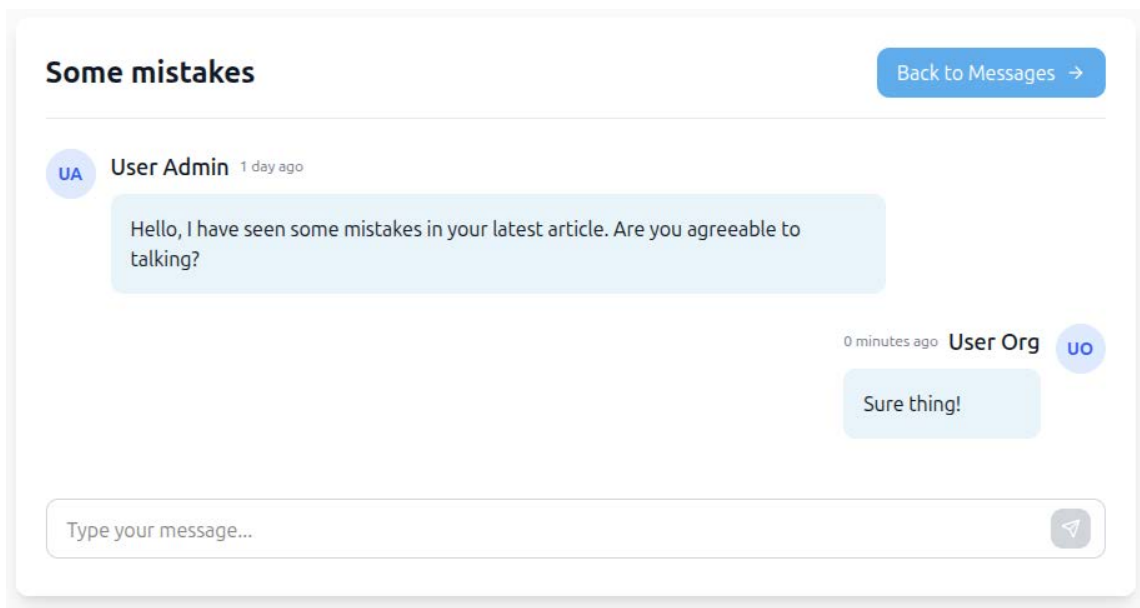 Some mistakes
Back to Messages →
UA
User Admin 1 day ago
Hello, I have seen some mistakes in your latest article. Are you agreeable to
talking?
0 minutes ago User Org
UO
Sure thing!
Type your message...